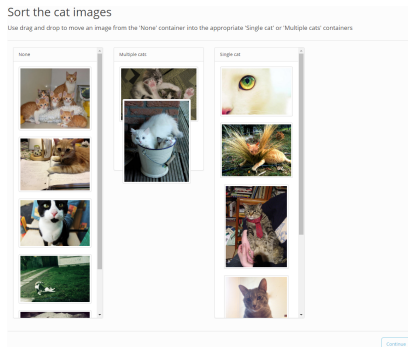 Sort the cat images
Use drag and drop to move an image from the 'None' container into the appropriate 'Single cat' or 'Multiple cats' containers
None
Multiple cats
Single cat
Continue